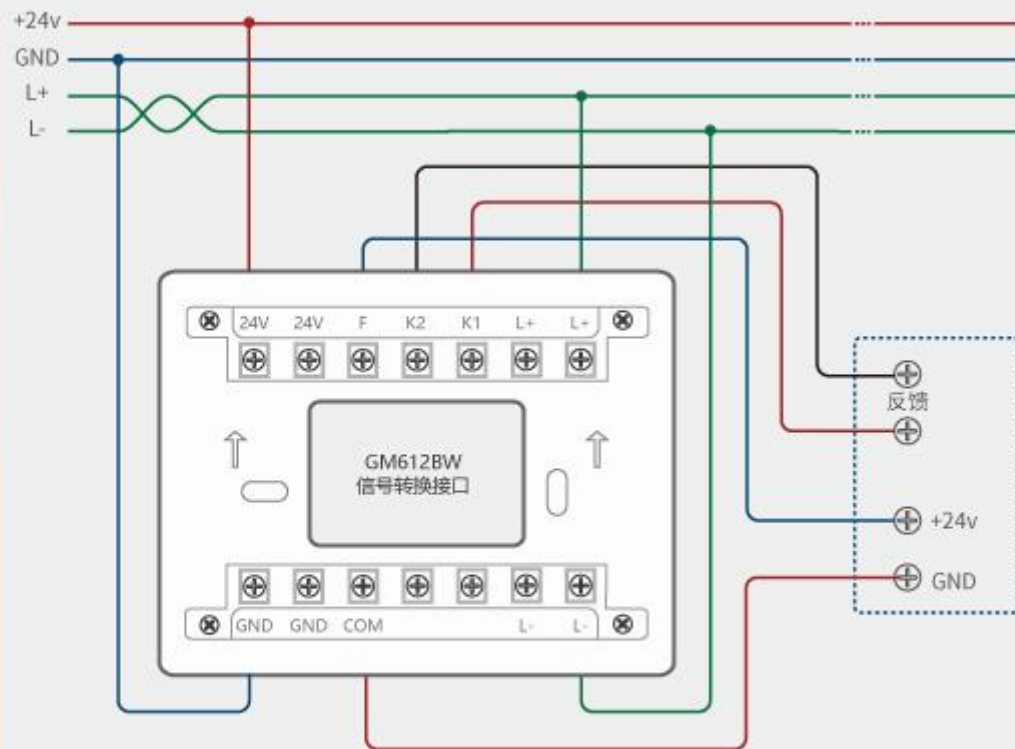 +24v
GND
L+
L-
24V 24V F K2 K1 L+ L+
反馈
GM612BW
信号转换接口
+24v
GND
GND GND COM L- L-